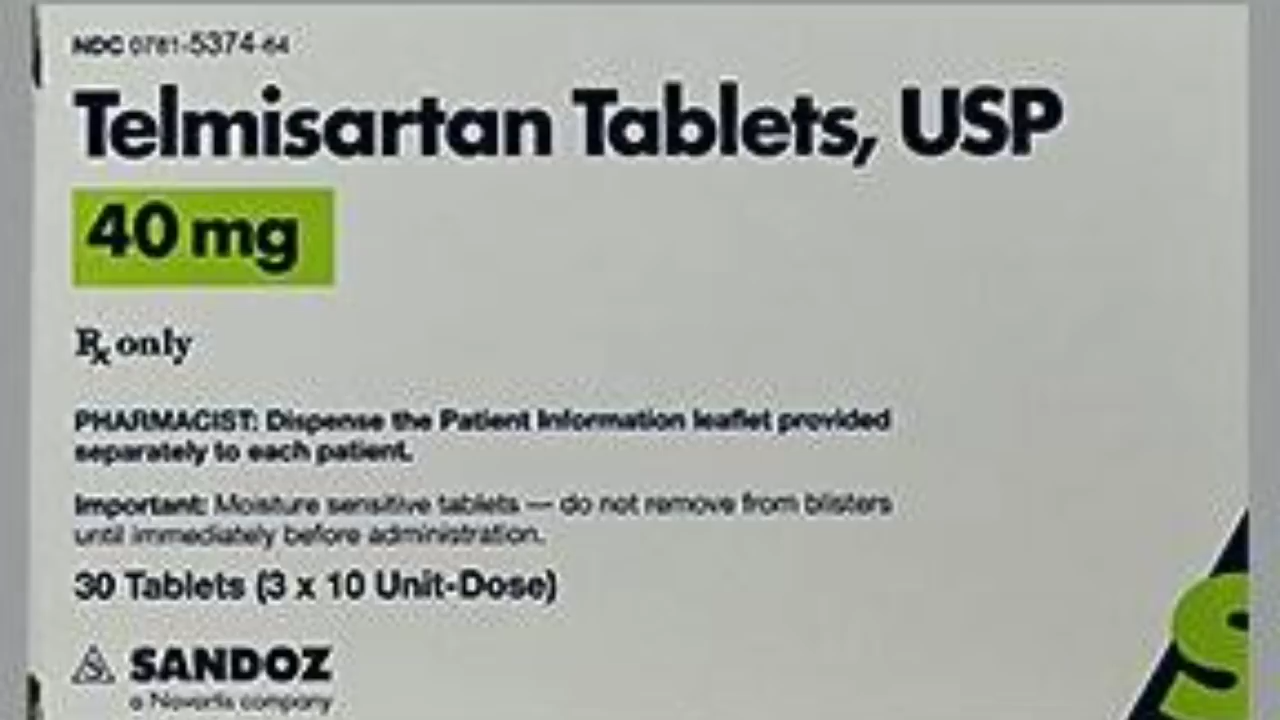 NDC 0781-5374-64
Telmisartan Tablets, USP
40 mg
Rx only
PHARMACIST: Dispense the Patient Information leaflet provided
separately to each patient.
Important: Moisture sensitive tablets — do not remove from blisters
until immediately before administration.
30 Tablets (3 x 10 Unit-Dose)
S SANDOZ
a Novartis company
S